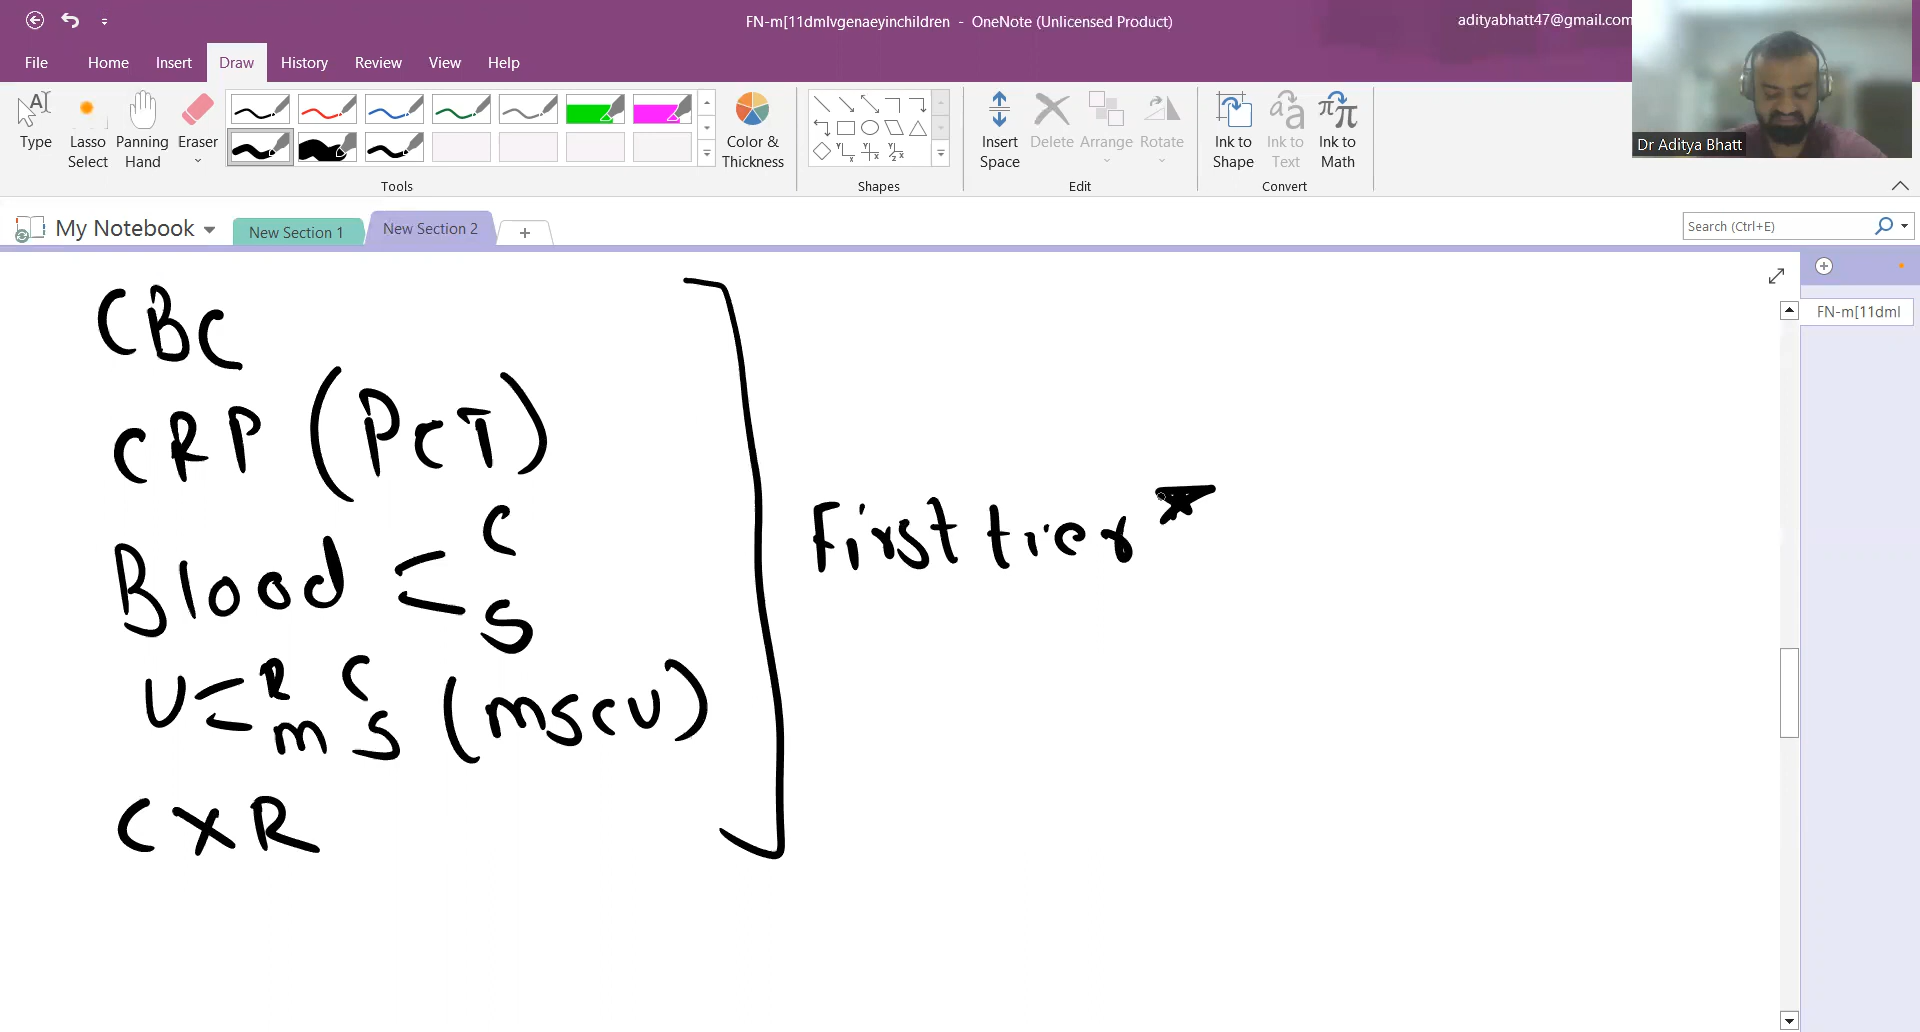 FN-m[11dmlvgenaeyinchildren - OneNote (Unlicensed Product)
adityabhatt47@gmail.com
File Home Insert Draw History Review View Help
Type
Lasso Select
Panning Hand
Eraser
Color & Thickness
Insert Space
Delete
Arrange
Rotate
Ink to Shape
Ink to Text
Ink to Math
Tools Shapes Edit Convert
Dr Aditya Bhatt
My Notebook New Section 1 New Section 2 +
Search (Ctrl+E)
FN-m[11dml
CBC
CRP (PCT)
Blood C S
U R C m S (mscu)
CXR
First tier